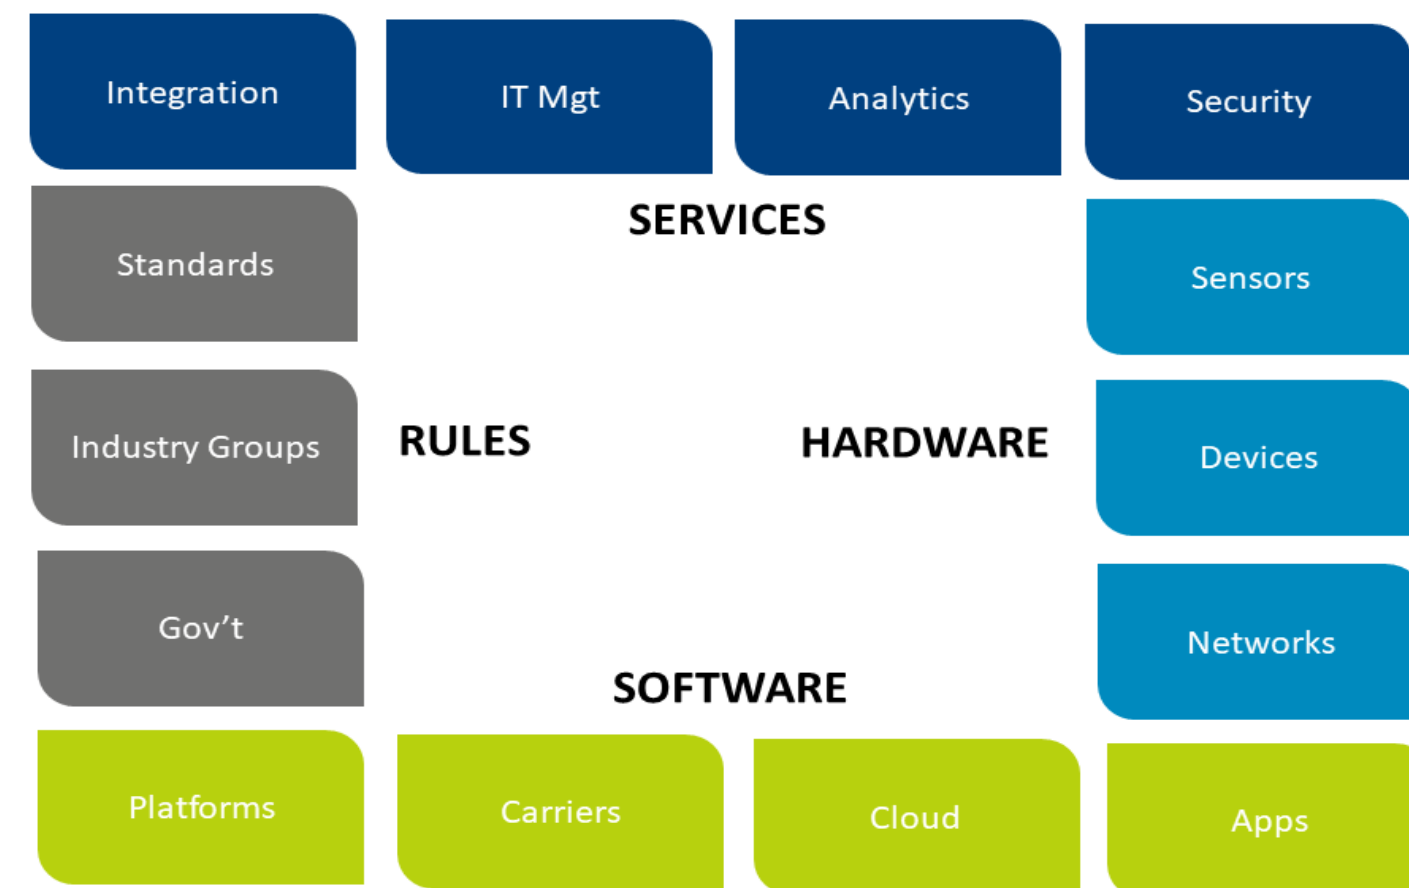 Integration
IT Mgt
Analytics
Security
SERVICES
Standards
Sensors
Industry Groups
RULES
HARDWARE
Devices
Gov’t
Networks
SOFTWARE
Platforms
Carriers
Cloud
Apps